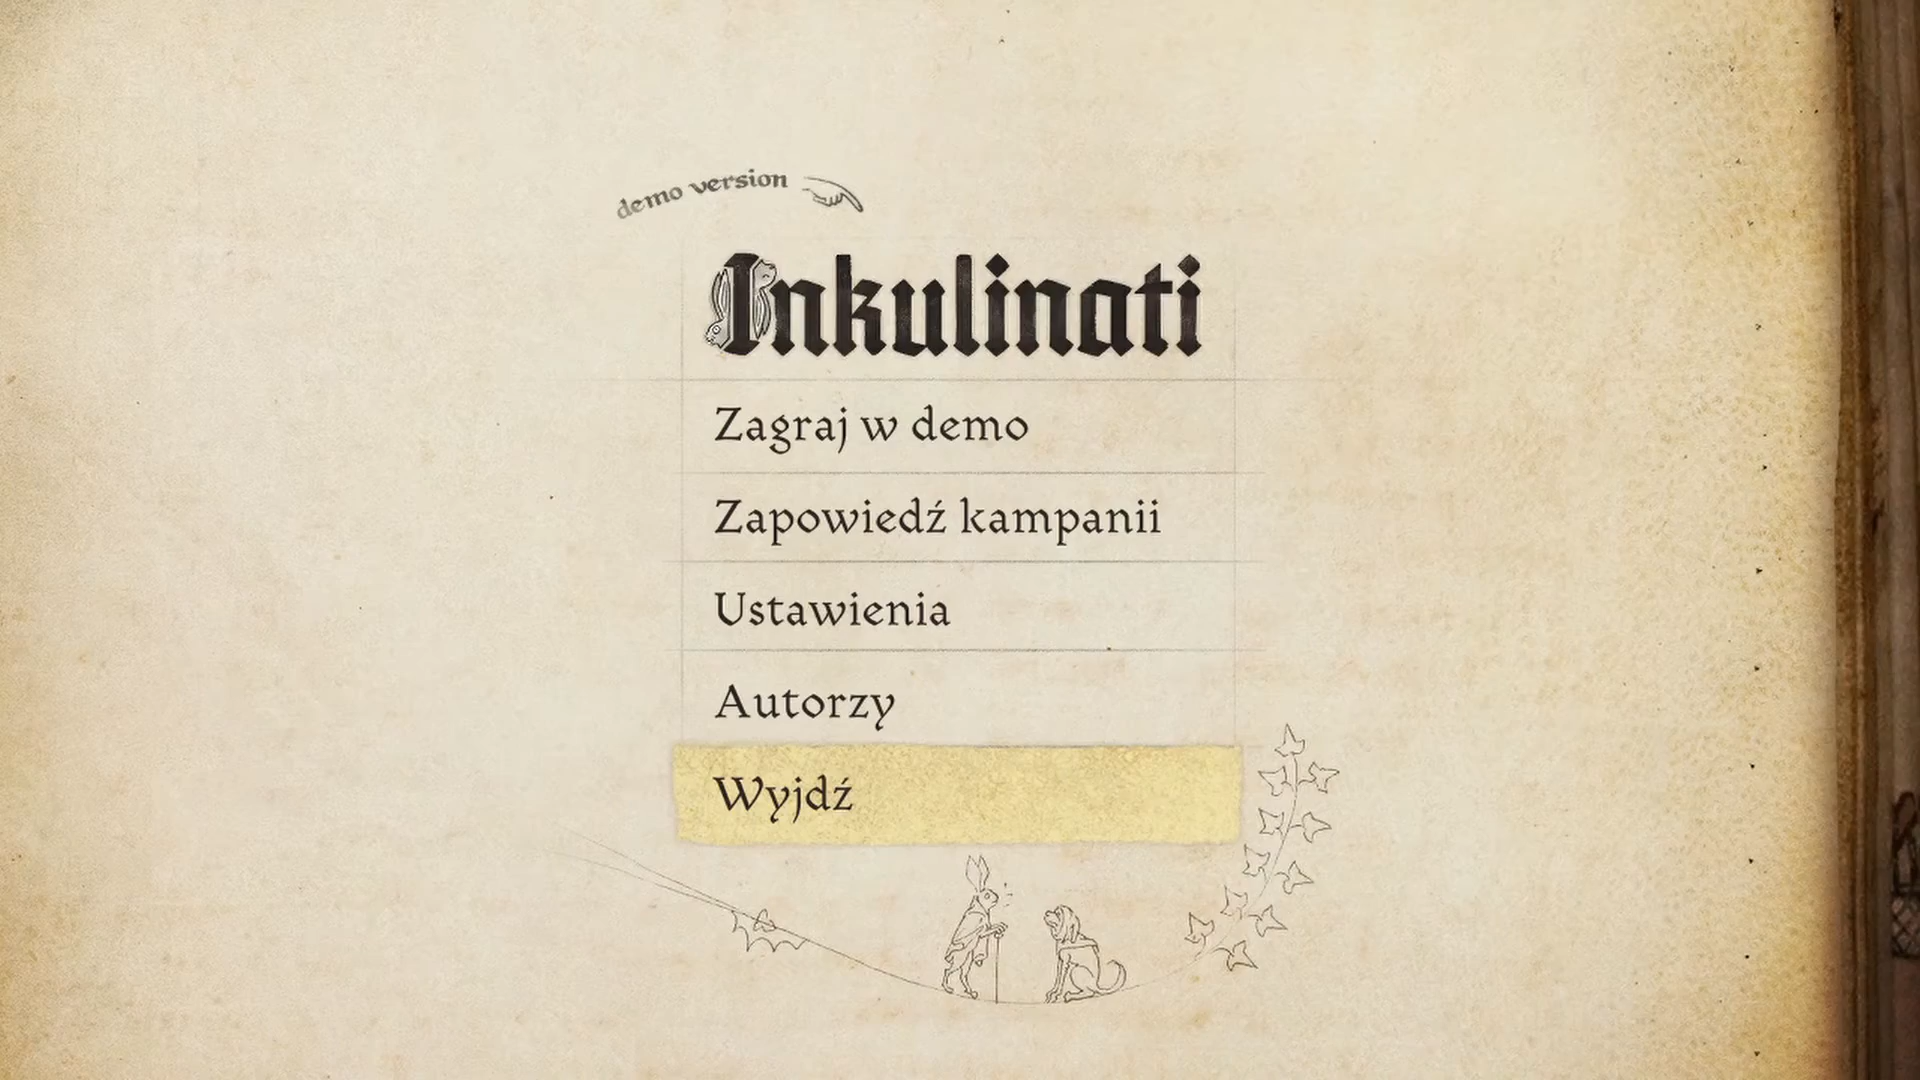 demo version
Inkulinati
Zagraj w demo
Zapowiedź kampanii
Ustawienia
Autorzy
Wyjdź